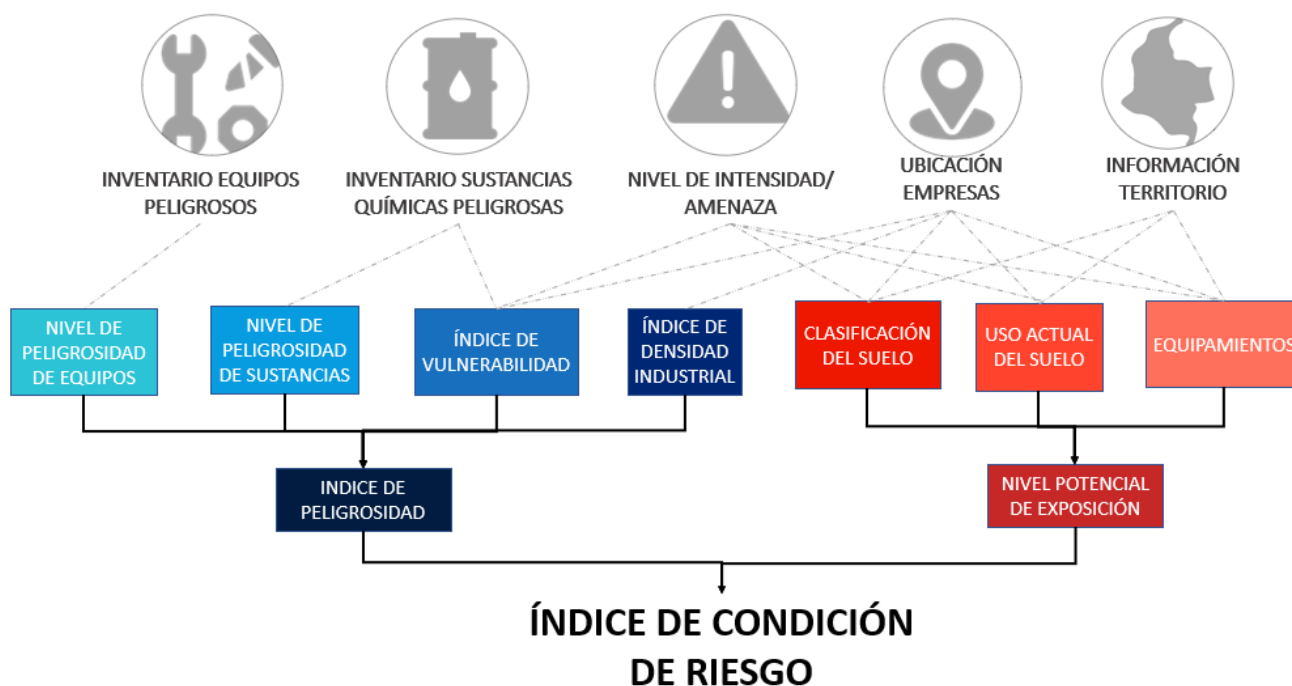 INVENTARIO EQUIPOS
PELIGROSOS
INVENTARIO SUSTANCIAS
QUÍMICAS PELIGROSAS
NIVEL DE INTENSIDAD/
AMENAZA
UBICACIÓN
EMPRESAS
INFORMACIÓN
TERRITORIO
NIVEL DE
PELIGROSIDAD
DE EQUIPOS
NIVEL DE
PELIGROSIDAD
DE SUSTANCIAS
ÍNDICE DE
VULNERABILIDAD
ÍNDICE DE
DENSIDAD
INDUSTRIAL
CLASIFICACIÓN
DEL SUELO
USO ACTUAL
DEL SUELO
EQUIPAMIENTOS
INDICE DE
PELIGROSIDAD
NIVEL POTENCIAL
DE EXPOSICIÓN
ÍNDICE DE CONDICIÓN
DE RIESGO